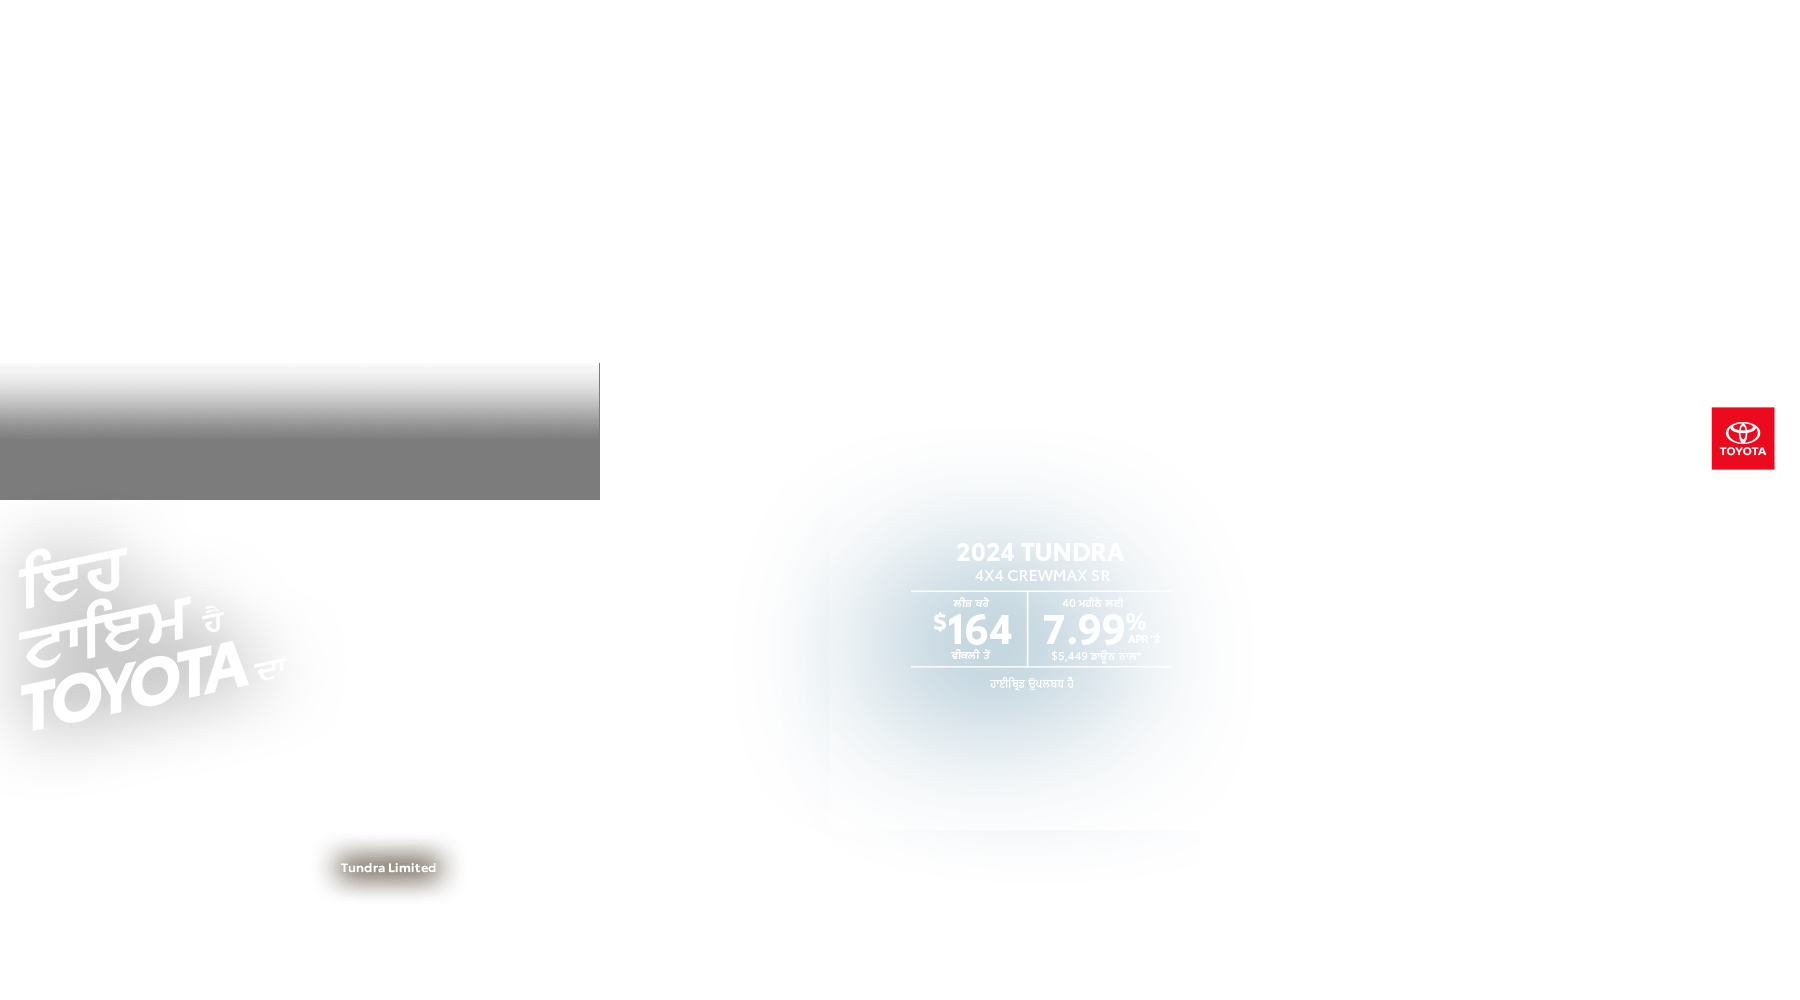 ਇਹ
ਟਾਇਮ ਹੈ
TOYOTA ਦਾ
Tundra Limited
2024 TUNDRA
4X4 CREWMAX SR
ਲੀਜ਼ ਕਰੋ
$164
ਵੀਕਲੀ ਤੋਂ
40 ਮਹੀਨੇ ਲਈ
7.99%
APR 'ਤੇ
$5,449 ਡਾਊਨ ਨਾਲ*
ਹਾਈਬ੍ਰਿਡ ਉਪਲਬਧ ਹੈ
TOYOTA